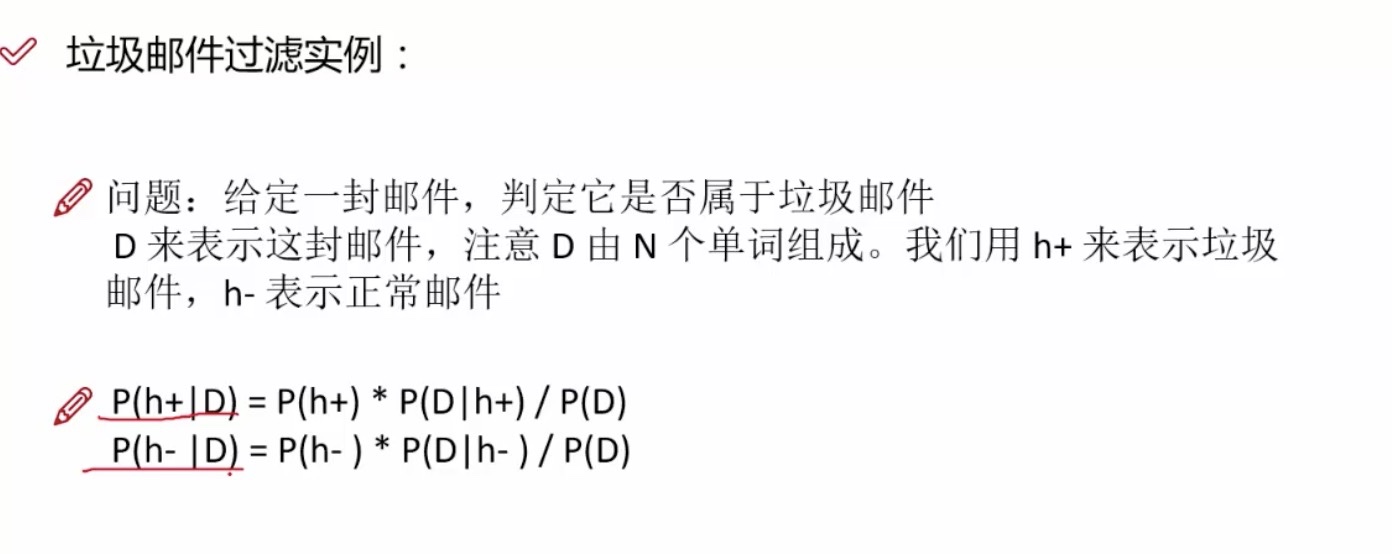 垃圾邮件过滤实例：
问题：给定一封邮件，判定它是否属于垃圾邮件
D 来表示这封邮件，注意 D 由 N 个单词组成。我们用 h+ 来表示垃圾
邮件，h- 表示正常邮件
P(h+|D) = P(h+) * P(D|h+) / P(D)
P(h- |D) = P(h- ) * P(D|h- ) / P(D)